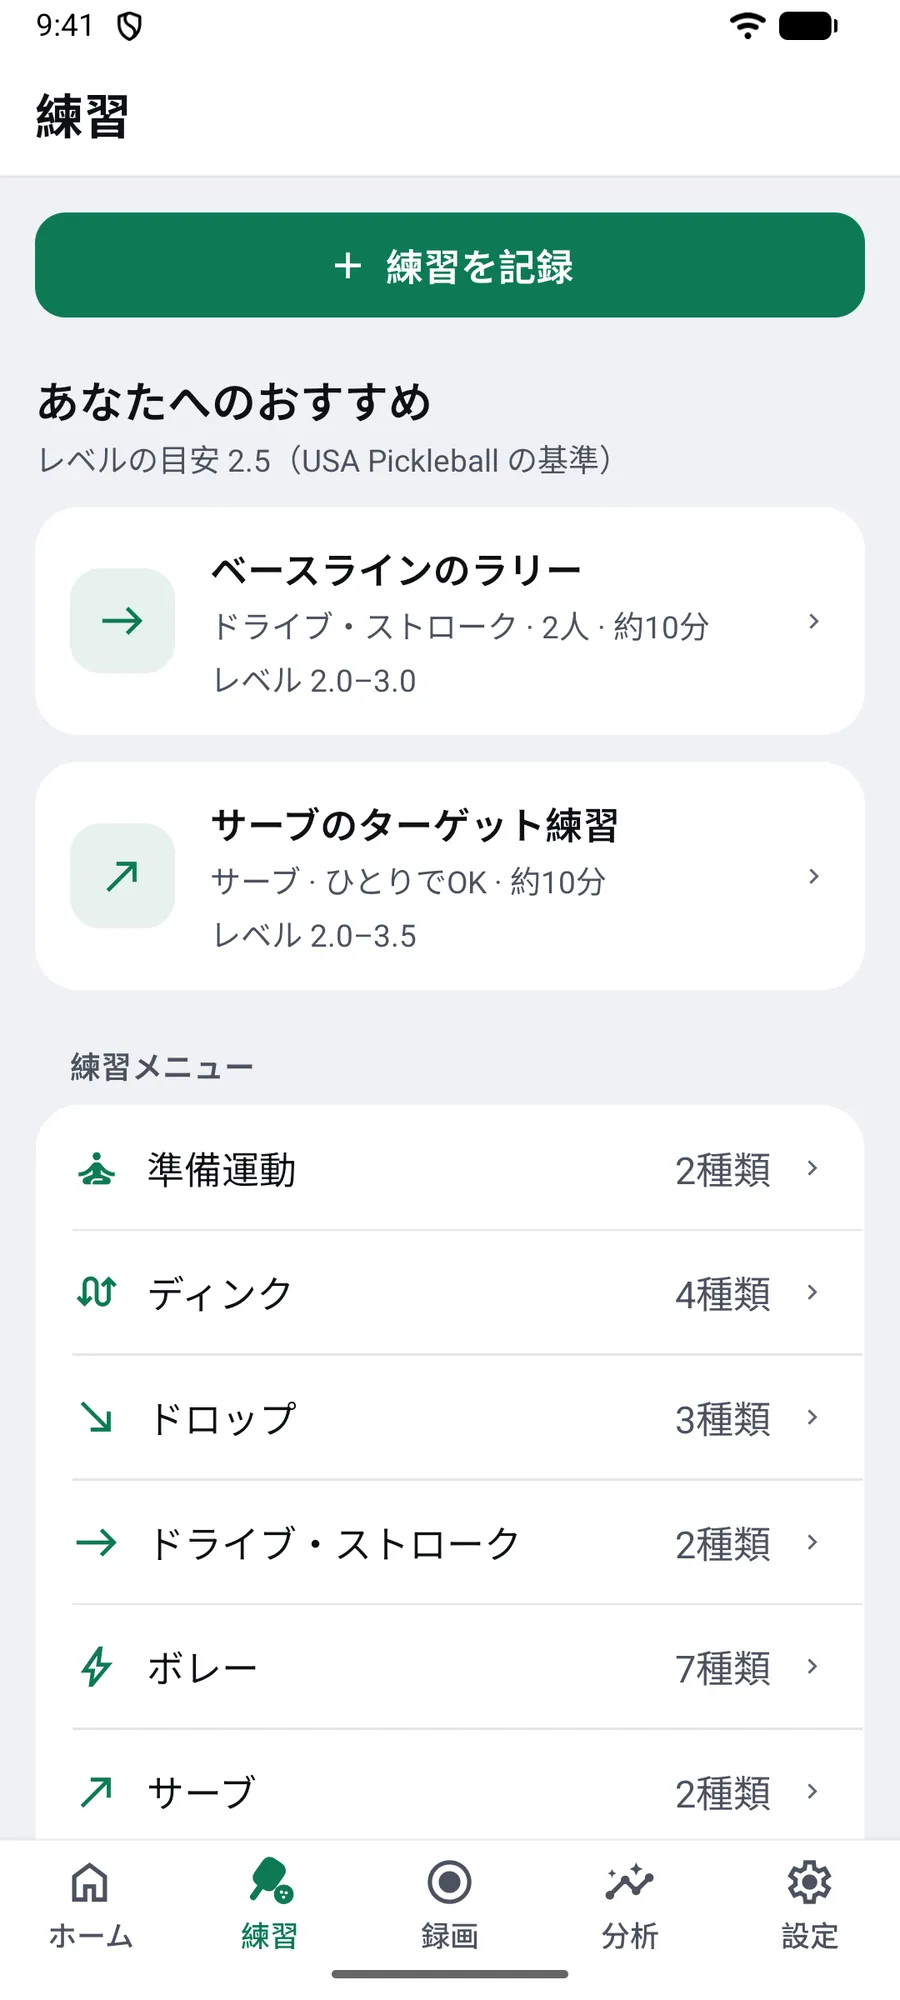 9:41
練習
+ 練習を記録
あなたへのおすすめ
レベルの目安 2.5（USA Pickleball の基準）
ベースラインのラリー
ドライブ・ストローク · 2人 · 約10分
レベル 2.0–3.0
サーブのターゲット練習
サーブ · ひとりでOK · 約10分
レベル 2.0–3.5
練習メニュー
準備運動 2種類
ディンク 4種類
ドロップ 3種類
ドライブ・ストローク 2種類
ボレー 7種類
サーブ 2種類
ホーム 練習 録画 分析 設定